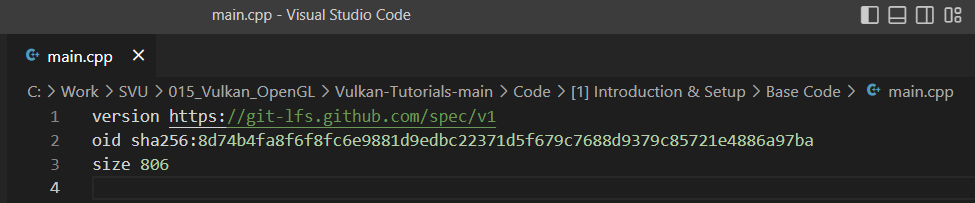 main.cpp - Visual Studio Code
main.cpp
C: > Work > SVU > 015_Vulkan_OpenGL > Vulkan-Tutorials-main > Code > [1] Introduction & Setup > Base Code > main.cpp
1 version https://git-lfs.github.com/spec/v1
2 oid sha256:8d74b4fa8f6f8fc6e9881d9edbc22371d5f679c7688d9379c85721e4886a97ba
3 size 806
4